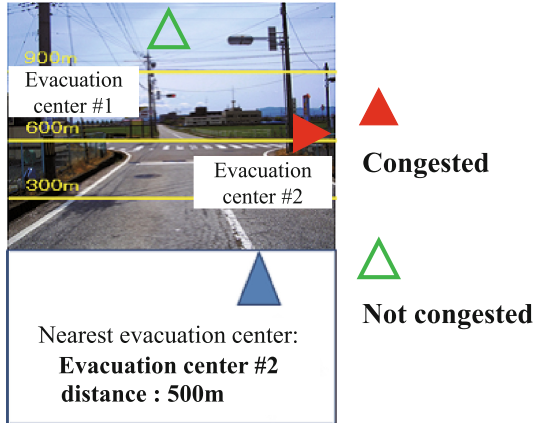 900m
Evacuation
center #1
600m
Evacuation
center #2
300m
Congested
Not congested
Nearest evacuation center:
Evacuation center #2
distance : 500m